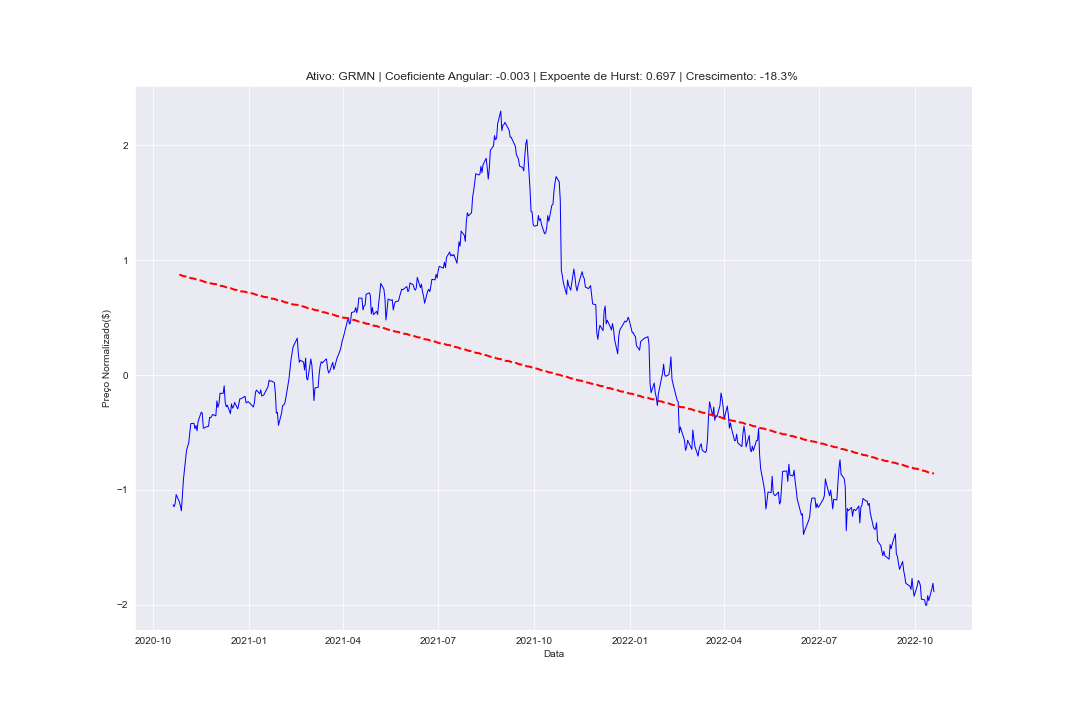 Ativo: GRMN | Coeficiente Angular: -0.003 | Expoente de Hurst: 0.697 | Crescimento: -18.3%
Preço Normalizado($)
2
1
0
−1
−2
2020-10 2021-01 2021-04 2021-07 2021-10 2022-01 2022-04 2022-07 2022-10
Data